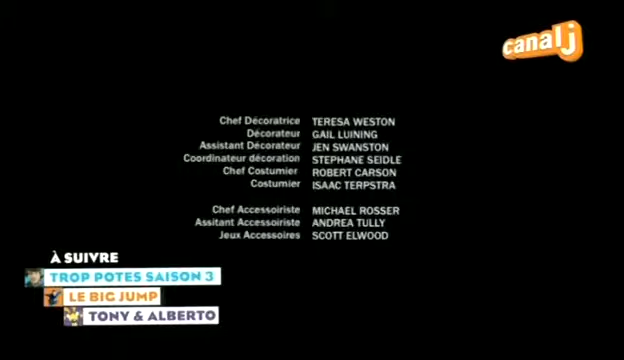 canal j
Chef Décoratrice TERESA WESTON
Décorateur GAIL LUINING
Assistant Décorateur JEN SWANSTON
Coordinateur décoration STEPHANE SEIDLE
Chef Costumier ROBERT CARSON
Costumier ISAAC TERPSTRA
Chef Accessoiriste MICHAEL ROSSER
Assitant Accessoiriste ANDREA TULLY
Jeux Accessoires SCOTT ELWOOD
À SUIVRE
TROP POTES SAISON 3
LE BIG JUMP
TONY & ALBERTO